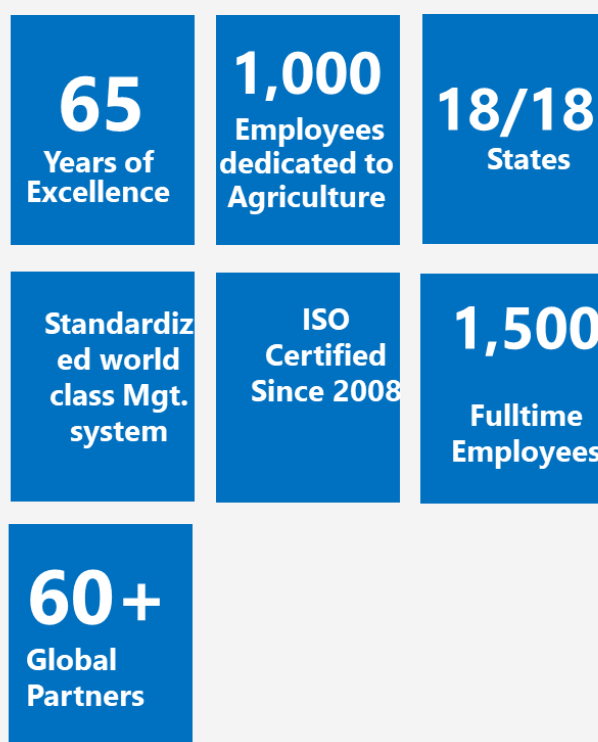 65
Years of
Excellence
1,000
Employees
dedicated to
Agriculture
18/18
States
Standardiz
ed world
class Mgt.
system
ISO
Certified
Since 2008
1,500
Fulltime
Employees
60+
Global
Partners